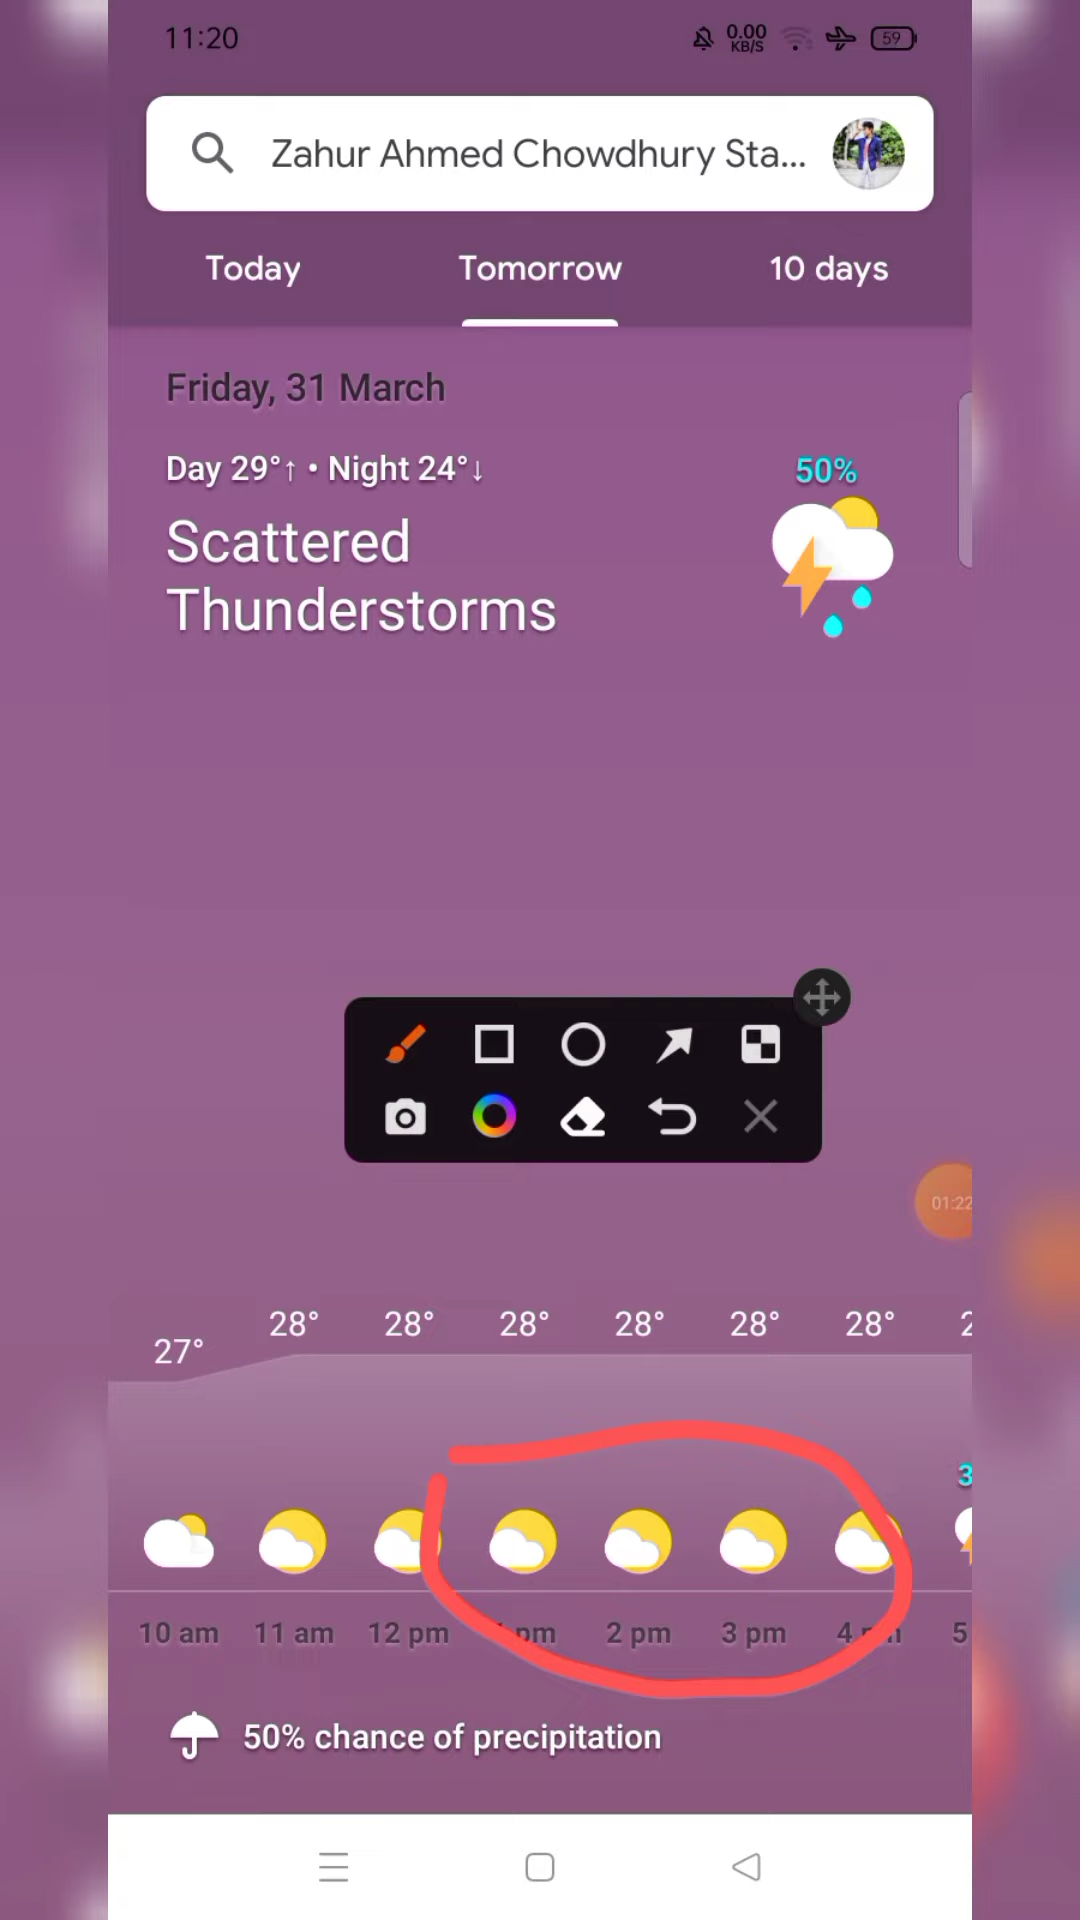 11:20
0.00
KB/S
59
Zahur Ahmed Chowdhury Sta...
Today Tomorrow 10 days
Friday, 31 March
Day 29°↑ • Night 24°↓
50%
Scattered
Thunderstorms
01:22
27° 28° 28° 28° 28° 28° 28°
10 am 11 am 12 pm pm 2 pm 3 pm 4
50% chance of precipitation